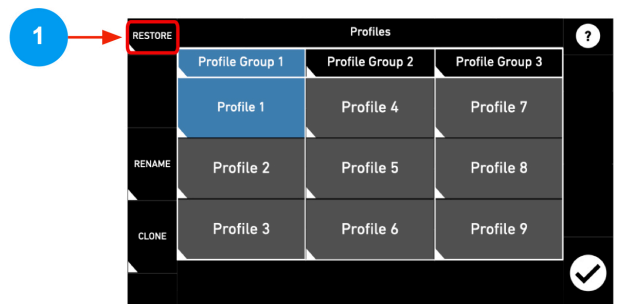 1
RESTORE
Profiles
?
Profile Group 1
Profile Group 2
Profile Group 3
Profile 1
Profile 4
Profile 7
RENAME
Profile 2
Profile 5
Profile 8
CLONE
Profile 3
Profile 6
Profile 9